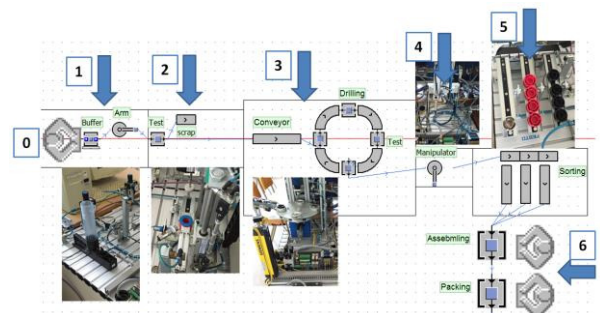 0
1
2
3
4
5
Buffer
Arm
Test
scrap
Conveyor
Drilling
Test
Manipulator
Sorting
Assebmling
Packing
6